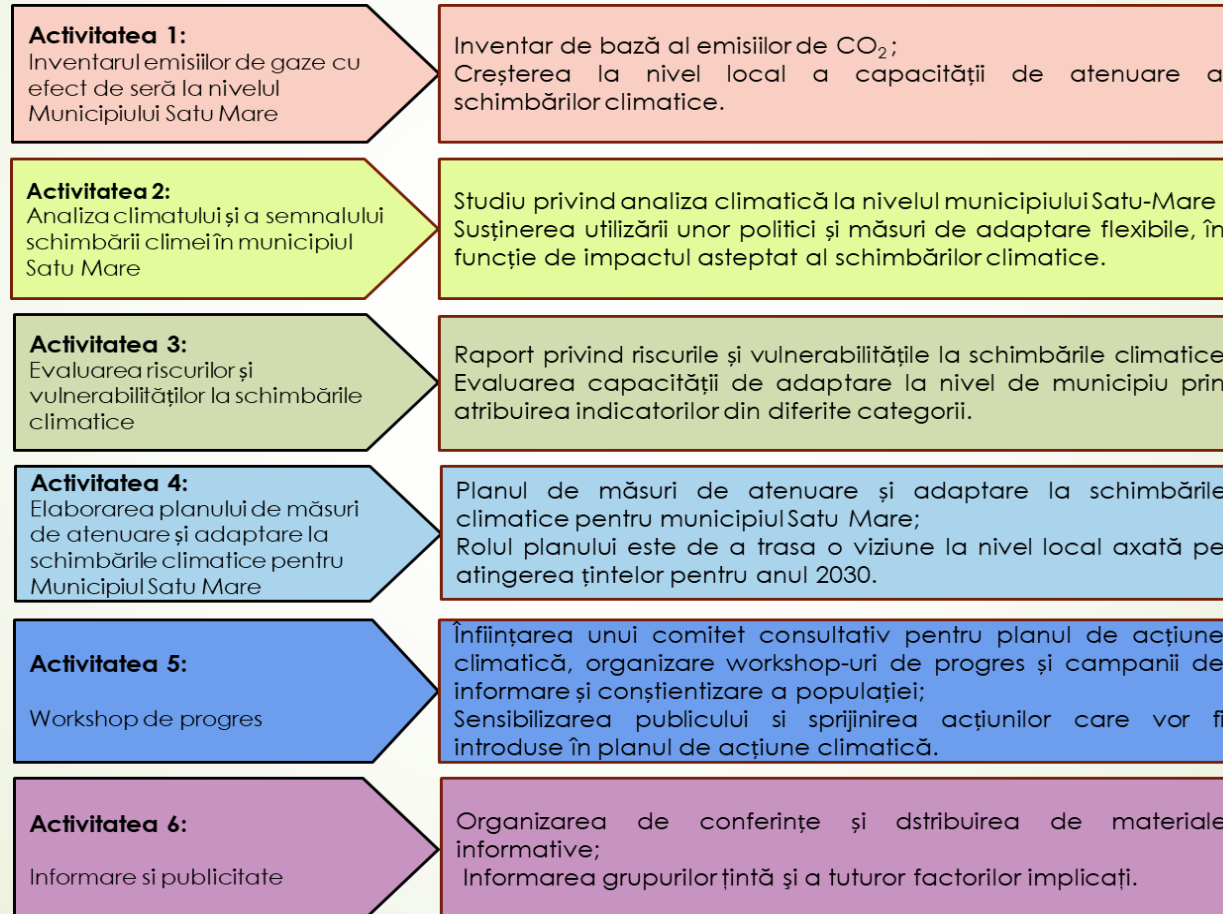 Activitatea 1:
Inventarul emisiilor de gaze cu
efect de seră la nivelul
Municipiului Satu Mare
Inventar de bază al emisiilor de CO₂;
Creșterea la nivel local a capacității de atenuare a
schimbărilor climatice.
Activitatea 2:
Analiza climatului și a semnalului
schimbării climei în municipiul
Satu Mare
Studiu privind analiza climatică la nivelul municipiului Satu-Mare
Susținerea utilizării unor politici și măsuri de adaptare flexibile, în
funcție de impactul asteptat al schimbărilor climatice.
Activitatea 3:
Evaluarea riscurilor și
vulnerabilităților la schimbările
climatice
Raport privind riscurile și vulnerabilitățile la schimbările climatice
Evaluarea capacității de adaptare la nivel de municipiu prin
atribuirea indicatorilor din diferite categorii.
Activitatea 4:
Elaborarea planului de măsuri
de atenuare și adaptare la
schimbările climatice pentru
Municipiul Satu Mare
Planul de măsuri de atenuare și adaptare la schimbările
climatice pentru municipiul Satu Mare;
Rolul planului este de a trasa o viziune la nivel local axată pe
atingerea țintelor pentru anul 2030.
Activitatea 5:
Workshop de progres
Înființarea unui comitet consultativ pentru planul de acțiune
climatică, organizare workshop-uri de progres și campanii de
informare și conștientizare a populației;
Sensibilizarea publicului si sprijinirea acțiunilor care vor fi
introduse în planul de acțiune climatică.
Activitatea 6:
Informare si publicitate
Organizarea de conferințe și dstribuirea de materiale
informative;
Informarea grupurilor țintă şi a tuturor factorilor implicați.